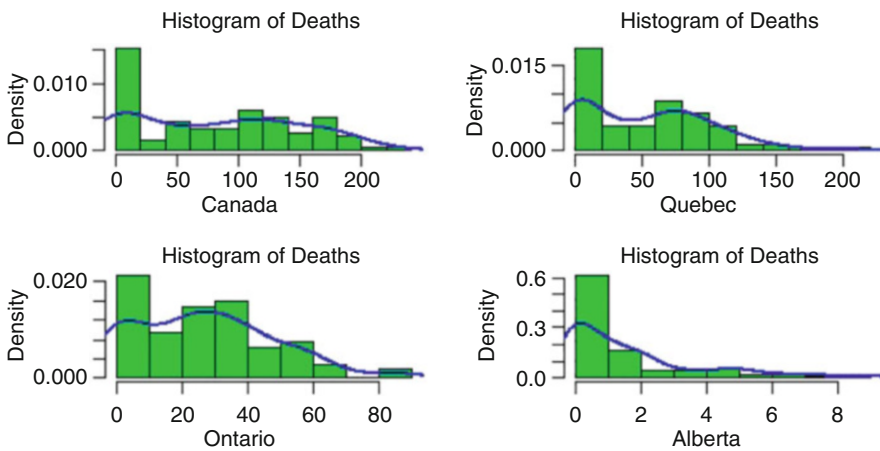 Histogram of Deaths
Density
0.010
0.000
0 50 100 150 200
Canada
Histogram of Deaths
Density
0.015
0.000
0 50 100 150 200
Quebec
Histogram of Deaths
Density
0.020
0.000
0 20 40 60 80
Ontario
Histogram of Deaths
Density
0.6
0.3
0.0
0 2 4 6 8
Alberta